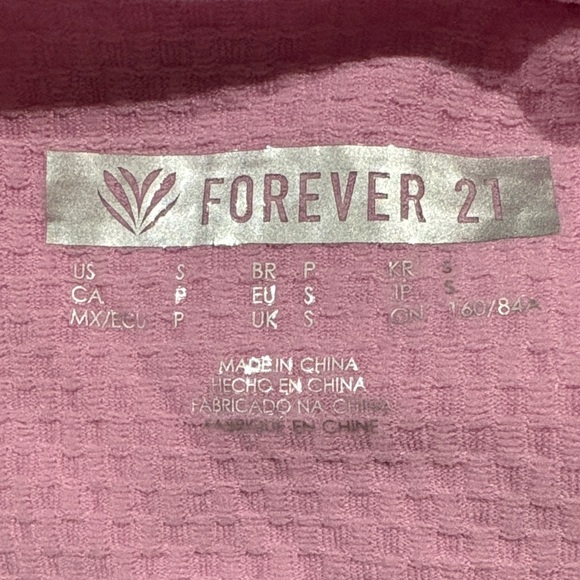 FOREVER 21
US S BR P KR S
CA P EU S JP S
MX/ECU P UK S CN 160/84A
MADE IN CHINA
HECHO EN CHINA
FABRICADO NA CHINA
FABRIQUE EN CHINE